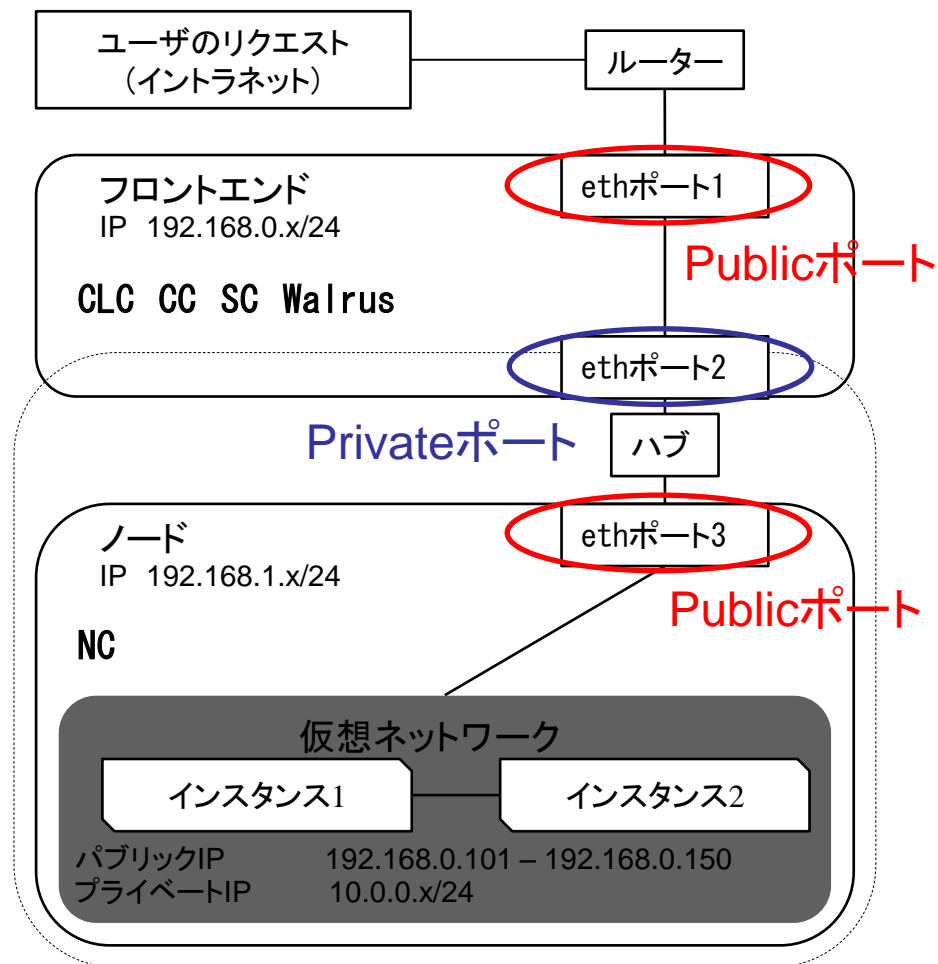 ユーザのリクエスト
(イントラネット)
ルーター
フロントエンド
IP 192.168.0.x/24
ethポート1
Publicポート
CLC CC SC Walrus
ethポート2
Privateポート
ハブ
ノード
IP 192.168.1.x/24
ethポート3
Publicポート
NC
仮想ネットワーク
インスタンス1
インスタンス2
パブリックIP 192.168.0.101 – 192.168.0.150
プライベートIP 10.0.0.x/24